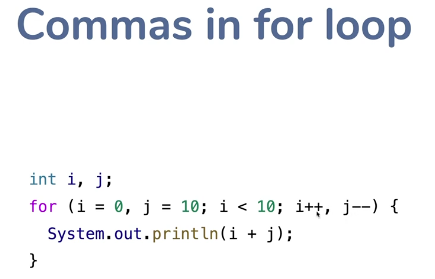 Commas in for loop
int i, j;
for (i = 0, j = 10; i < 10; i++, j--) {
System.out.println(i + j);
}